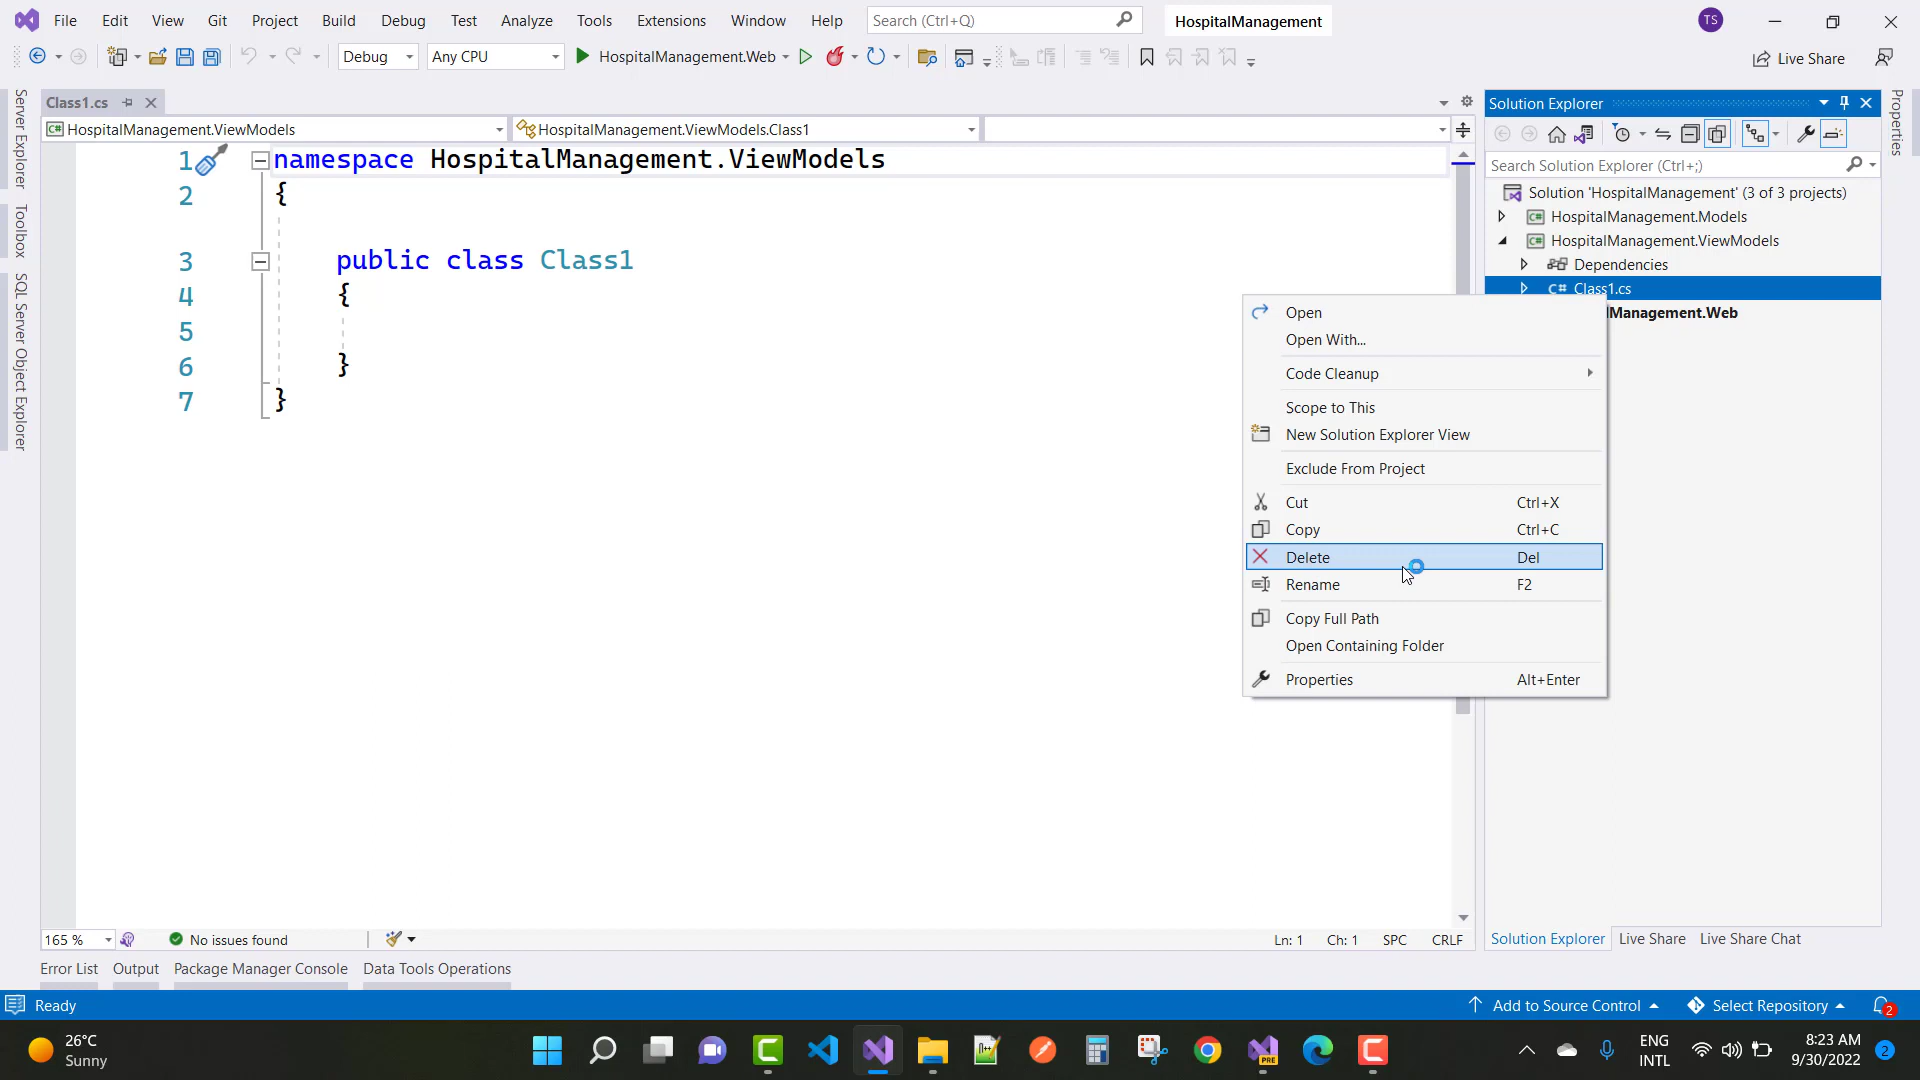 File Edit View Git Project Build Debug Test Analyze Tools Extensions Window Help Search (Ctrl+Q) HospitalManagement TS
Debug Any CPU HospitalManagement.Web Live Share
Class1.cs
HospitalManagement.ViewModels HospitalManagement.ViewModels.Class1
1 namespace HospitalManagement.ViewModels
2 {
3 public class Class1
4 {
5
6 }
7 }
Server Explorer
Toolbox
SQL Server Object Explorer
Solution Explorer
Search Solution Explorer (Ctrl+;)
Solution 'HospitalManagement' (3 of 3 projects)
C# HospitalManagement.Models
C# HospitalManagement.ViewModels
Dependencies
C# Class1.cs
lManagement.Web
Properties
Open
Open With...
Code Cleanup
Scope to This
New Solution Explorer View
Exclude From Project
Cut Ctrl+X
Copy Ctrl+C
Delete Del
Rename F2
Copy Full Path
Open Containing Folder
Properties Alt+Enter
165 % No issues found Ln: 1 Ch: 1 SPC CRLF
Solution Explorer Live Share Live Share Chat
Error List Output Package Manager Console Data Tools Operations
Ready Add to Source Control Select Repository 2
26°C
Sunny
PRE
ENG
INTL
8:23 AM
9/30/2022
2